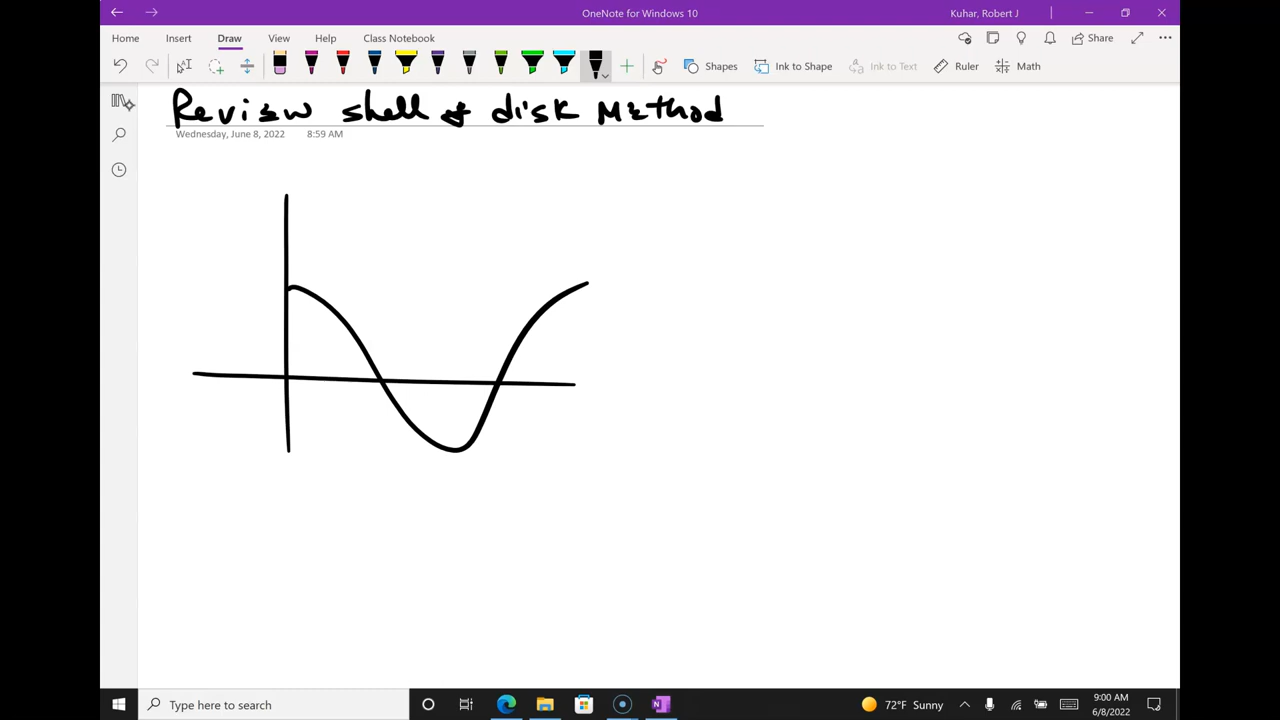 OneNote for Windows 10
Kuhar, Robert J
Home Insert Draw View Help Class Notebook
Share
Shapes Ink to Shape Ink to Text Ruler Math
Review shell & disk Method
Wednesday, June 8, 2022 8:59 AM
Type here to search
72°F Sunny
9:00 AM
6/8/2022